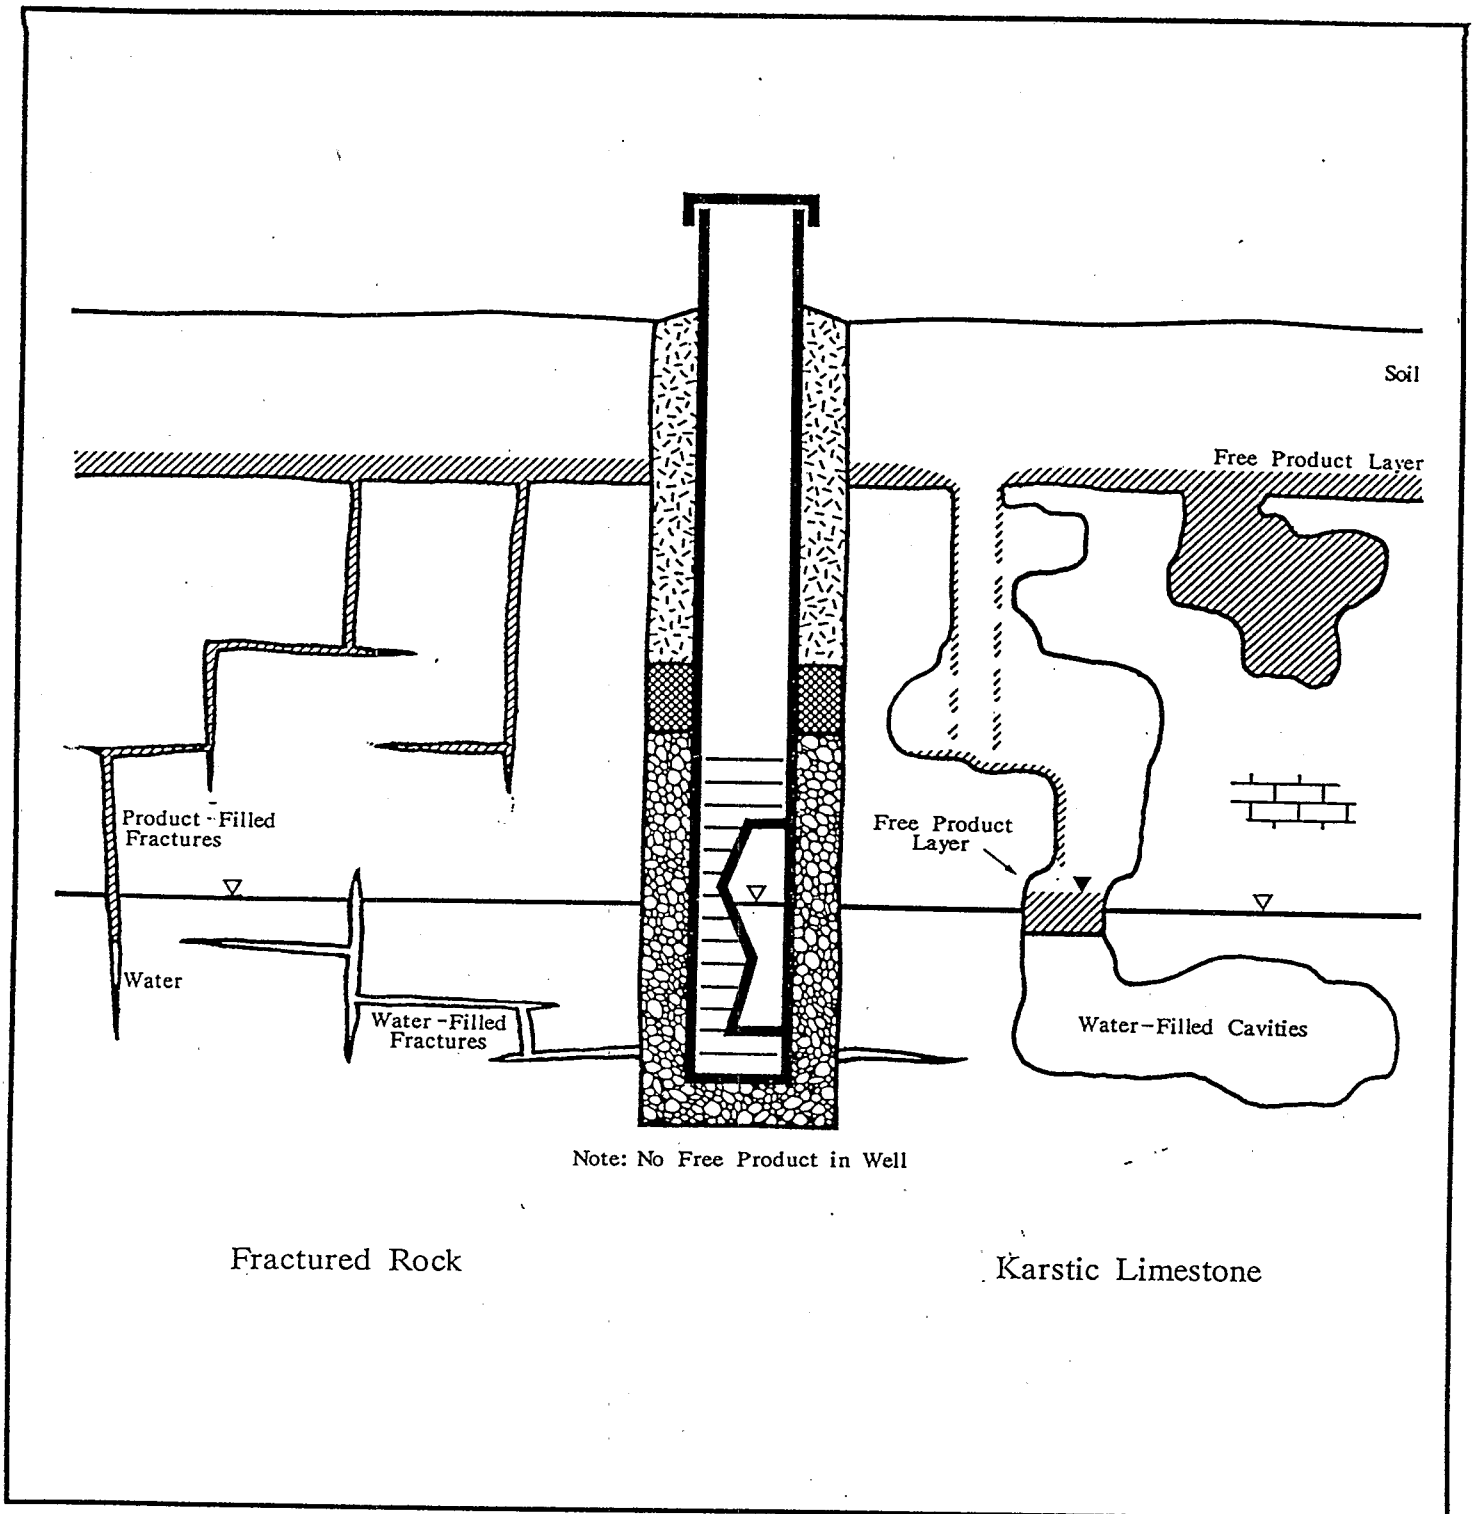 Soil
Free Product Layer
Product-Filled
Fractures
Free Product
Layer
Water
Water-Filled
Fractures
Water-Filled Cavities
Note: No Free Product in Well
Fractured Rock
Karstic Limestone